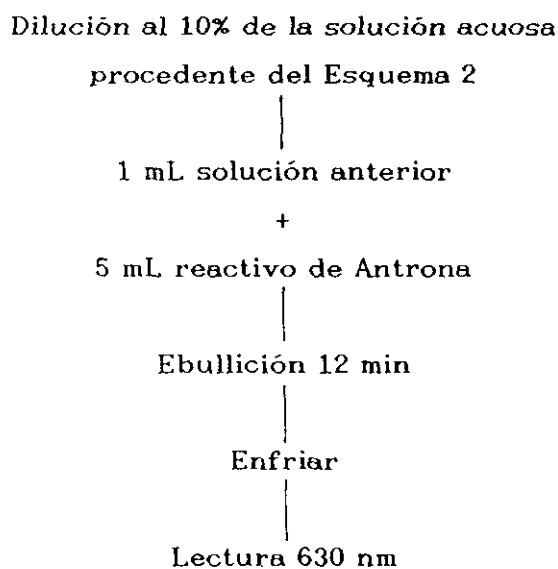 Dilución al 10% de la solución acuosa
procedente del Esquema 2
1 mL solución anterior
+
5 mL reactivo de Antrona
Ebullición 12 min
Enfriar
Lectura 630 nm